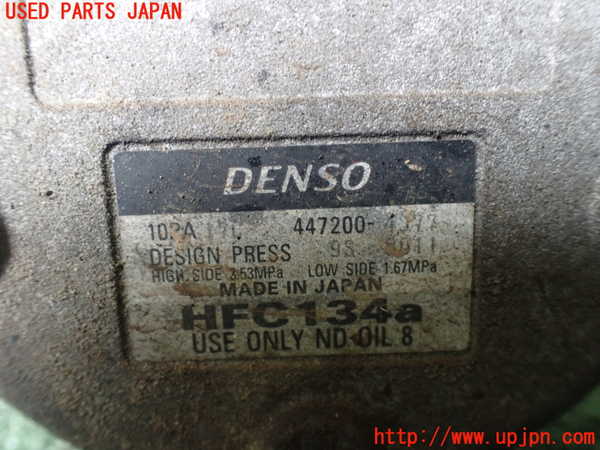 USED PARTS JAPAN
DENSO
447200-
DESIGN PRESS
HIGH SIDE 3.53MPa LOW SIDE 1.67MPa
MADE IN JAPAN
HFC134a
USE ONLY ND-OIL 8
http://www.upjpn.com/